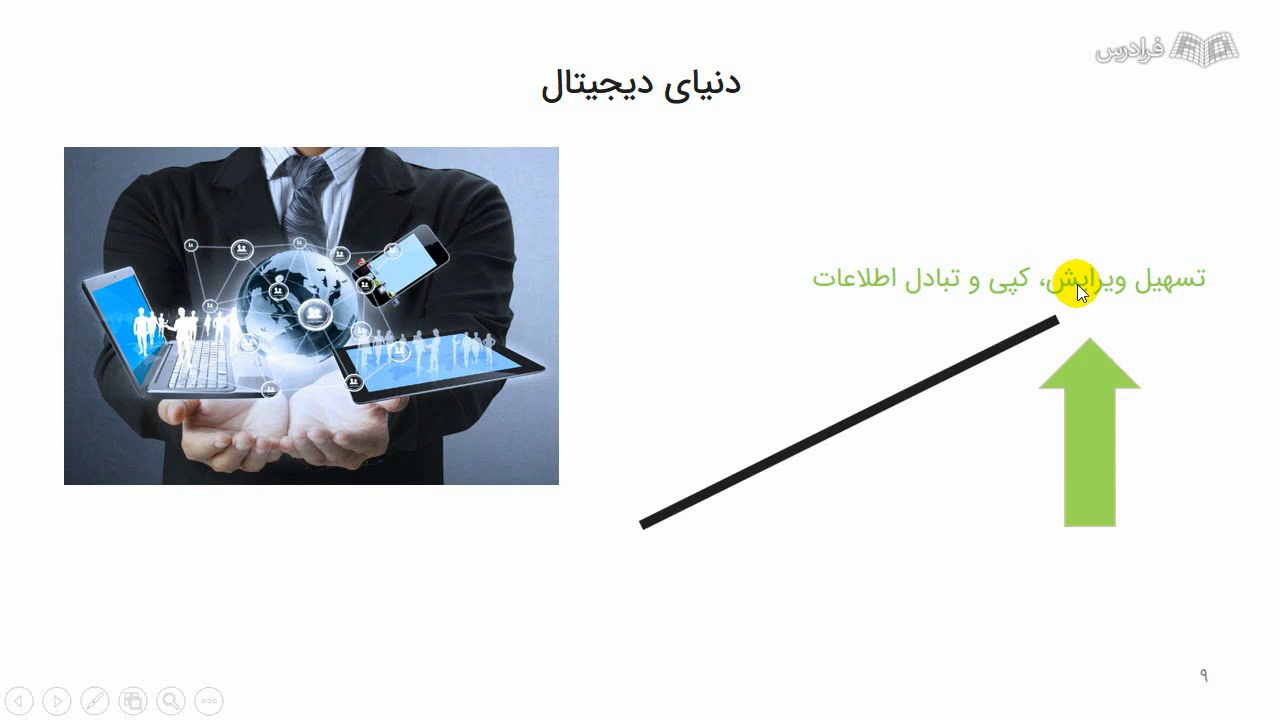 فرادرس
دنیای دیجیتال
تسهیل ویرایش، کپی و تبادل اطلاعات
۹